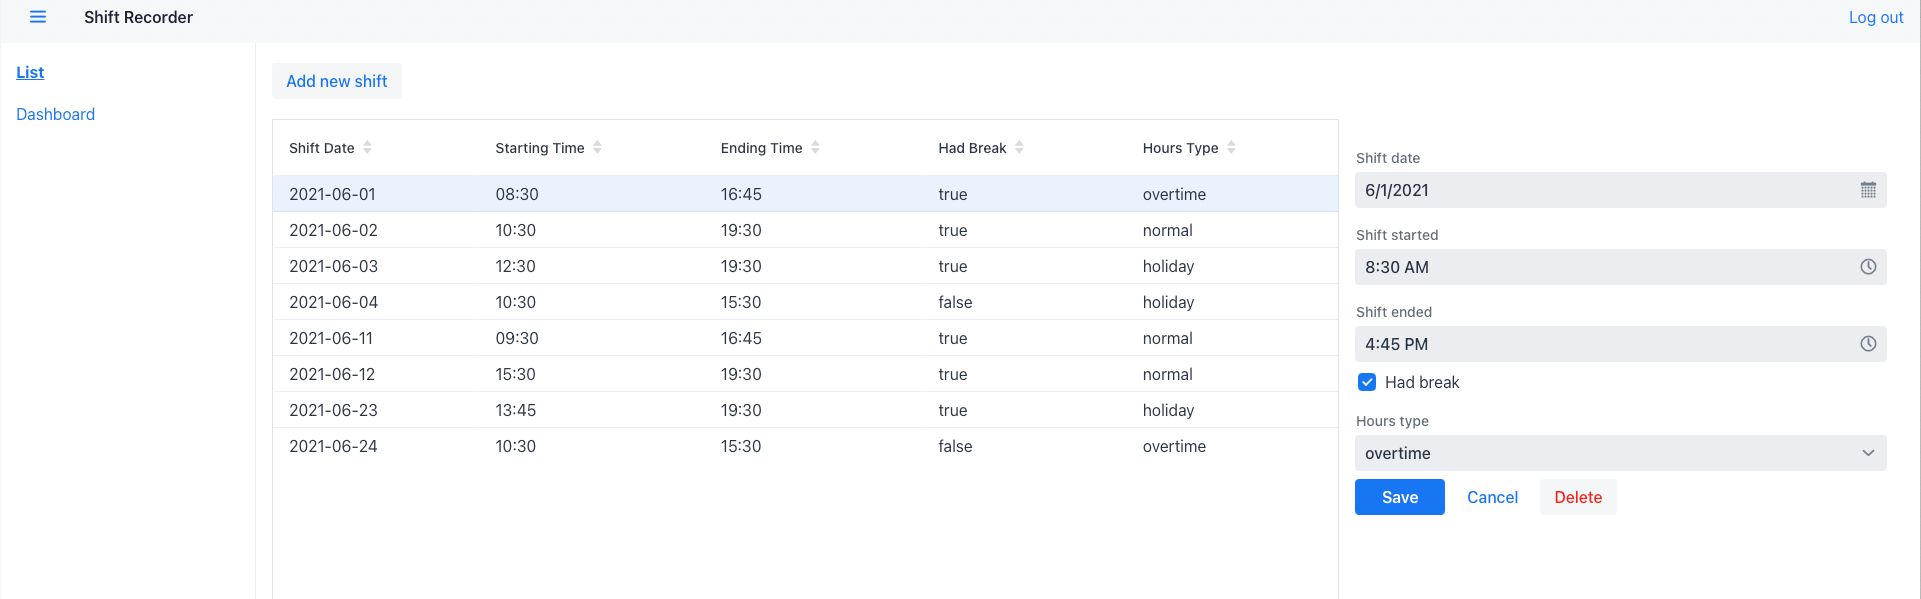 Shift Recorder
Log out
List
Dashboard
Add new shift
Shift Date Starting Time Ending Time Had Break Hours Type
2021-06-01 08:30 16:45 true overtime
2021-06-02 10:30 19:30 true normal
2021-06-03 12:30 19:30 true holiday
2021-06-04 10:30 15:30 false holiday
2021-06-11 09:30 16:45 true normal
2021-06-12 15:30 19:30 true normal
2021-06-23 13:45 19:30 true holiday
2021-06-24 10:30 15:30 false overtime
Shift date
6/1/2021
Shift started
8:30 AM
Shift ended
4:45 PM
Had break
Hours type
overtime
Save Cancel Delete